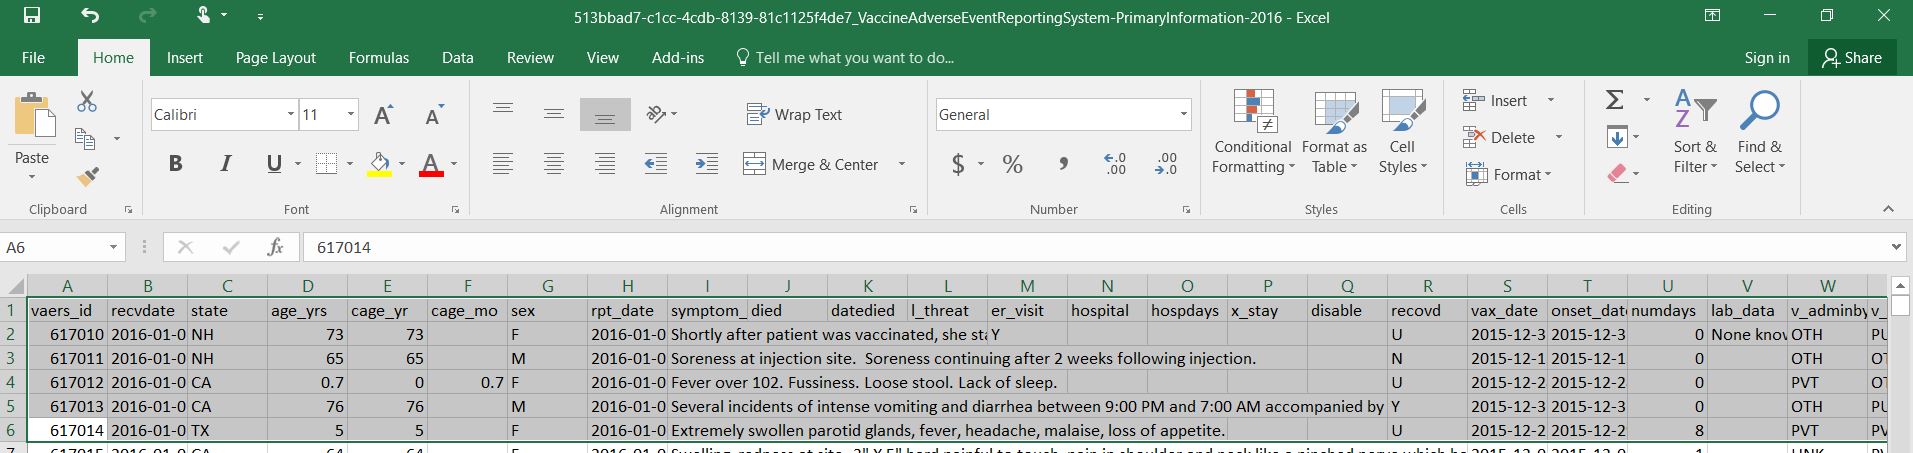 513bbad7-c1cc-4cdb-8139-81c1125f4de7_VaccineAdverseEventReportingSystem-PrimaryInformation-2016 - Excel
File Home Insert Page Layout Formulas Data Review View Add-ins Tell me what you want to do... Sign in Share
Calibri 11 Wrap Text General Insert
Paste B I U A Merge & Center $ % , Conditional Formatting Format as Table Cell Styles Delete Sort & Filter Find & Select
Format
Clipboard Font Alignment Number Styles Cells Editing
A6 fx 617014
A B C D E F G H I J K L M N O P Q R S T U V W
1 vaers_id recvdate state age_yrs cage_yr cage_mo sex rpt_date symptom_ died datedied l_threat er_visit hospital hospdays x_stay disable recovd vax_date onset_dat numdays lab_data v_adminby v_
2 617010 2016-01-0 NH 73 73 F 2016-01-0 Shortly after patient was vaccinated, she sta Y U 2015-12-3 2015-12-3 0 None knov OTH PU
3 617011 2016-01-0 NH 65 65 M 2016-01-0 Soreness at injection site. Soreness continuing after 2 weeks following injection. N 2015-12-1 2015-12-1 0 OTH OT
4 617012 2016-01-0 CA 0.7 0 0.7 F 2016-01-0 Fever over 102. Fussiness. Loose stool. Lack of sleep. U 2015-12-2 2015-12-2 0 PVT OT
5 617013 2016-01-0 CA 76 76 M 2016-01-0 Several incidents of intense vomiting and diarrhea between 9:00 PM and 7:00 AM accompanied by Y 2015-12-3 2015-12-3 0 OTH PU
6 617014 2016-01-0 TX 5 5 F 2016-01-0 Extremely swollen parotid glands, fever, headache, malaise, loss of appetite. U 2015-12-2 2015-12-2 8 PVT PV